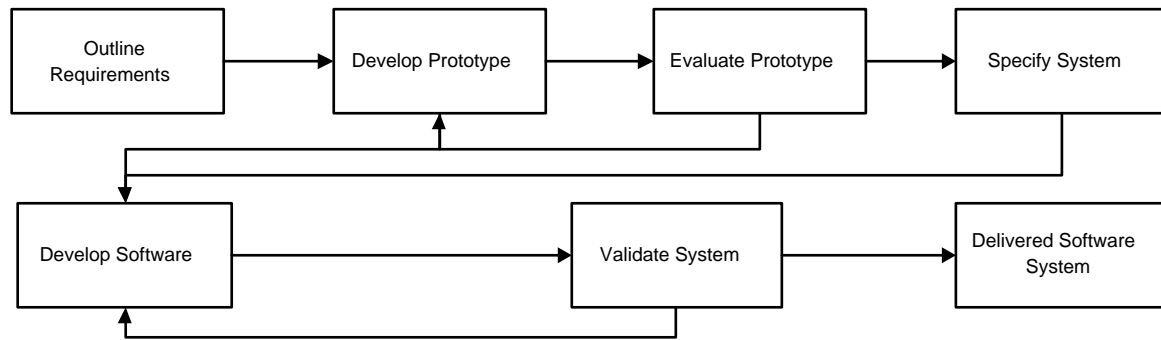 Outline
Requirements
Develop Prototype
Evaluate Prototype
Specify System
Develop Software
Validate System
Delivered Software
System